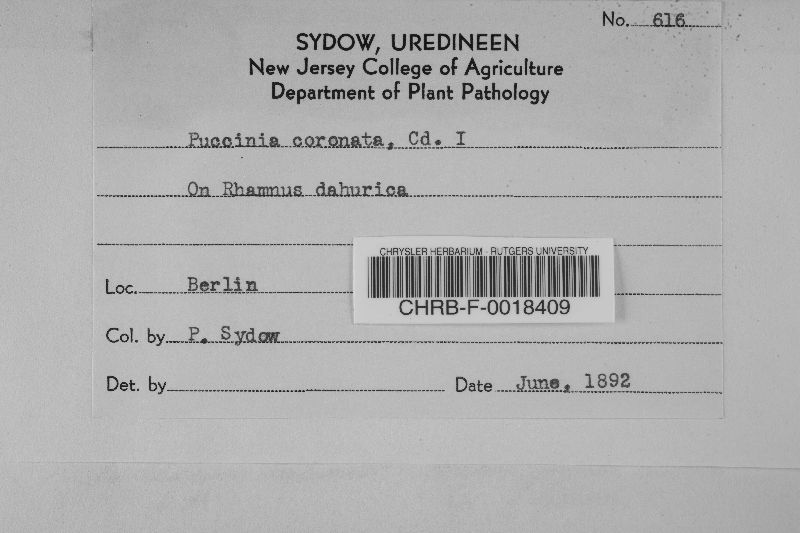 No. 616
SYDOW, UREDINEEN
New Jersey College of Agriculture
Department of Plant Pathology
Puccinia coronata, Cd. I
On Rhamnus dahurica
CHRYSLER HERBARIUM - RUTGERS UNIVERSITY
CHRB-F-0018409
Loc. Berlin
Col. by P. Sydow
Det. by Date June, 1892